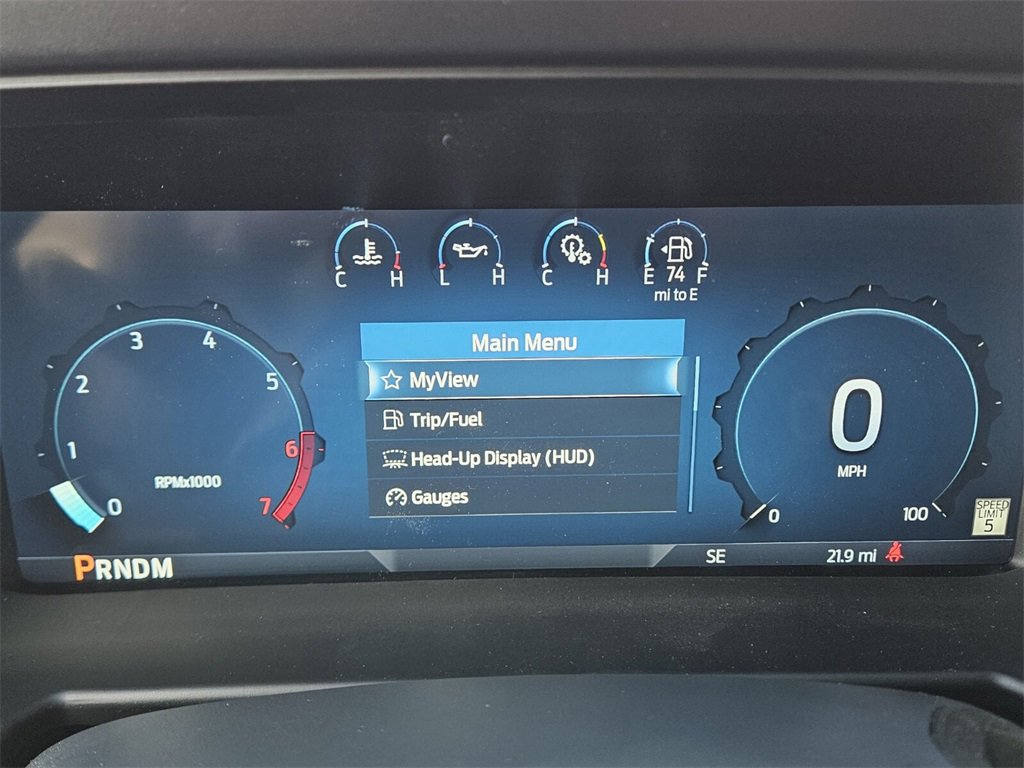 C H
L H
C H
E 74 F
mi to E
0 1 2 3 4 5 6 7
RPMx1000
Main Menu
MyView
Trip/Fuel
Head-Up Display (HUD)
Gauges
0
MPH
0 100
SPEED
LIMIT
5
PRNDM
SE
21.9 mi